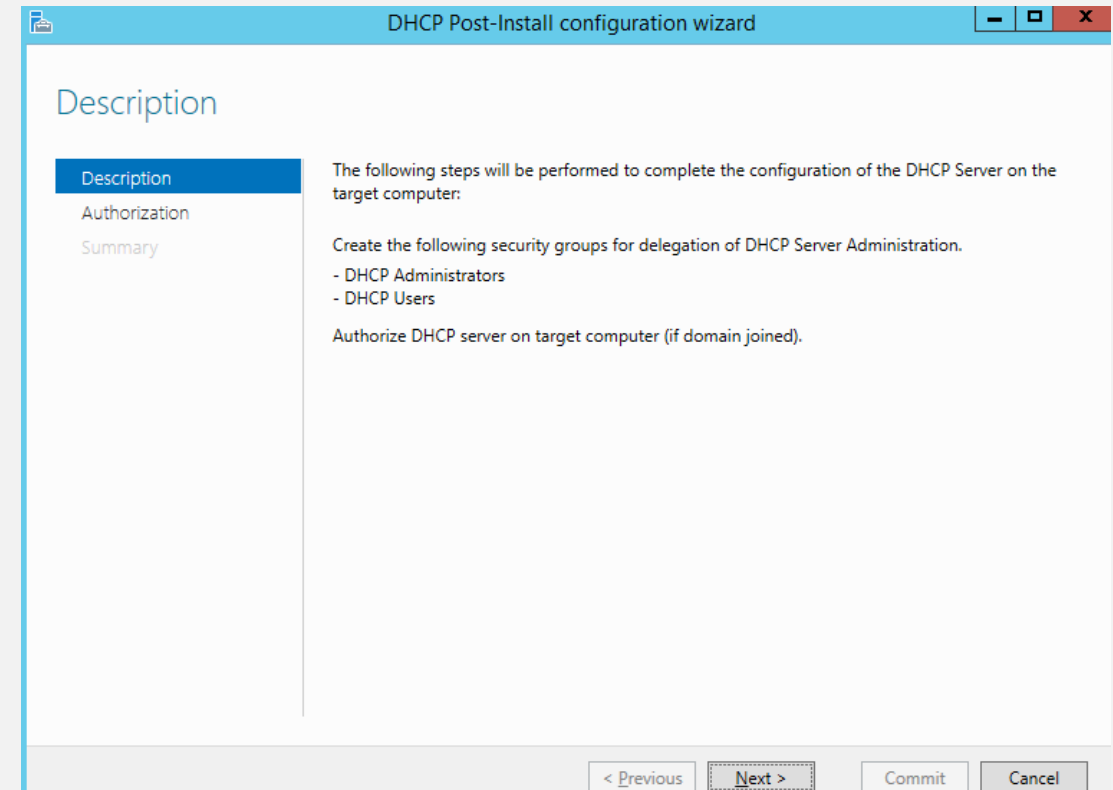 DHCP Post-Install configuration wizard
x
Description
Description
Authorization
Summary
The following steps will be performed to complete the configuration of the DHCP Server on the
target computer:
Create the following security groups for delegation of DHCP Server Administration.
- DHCP Administrators
- DHCP Users
Authorize DHCP server on target computer (if domain joined).
< Previous
Next >
Commit
Cancel